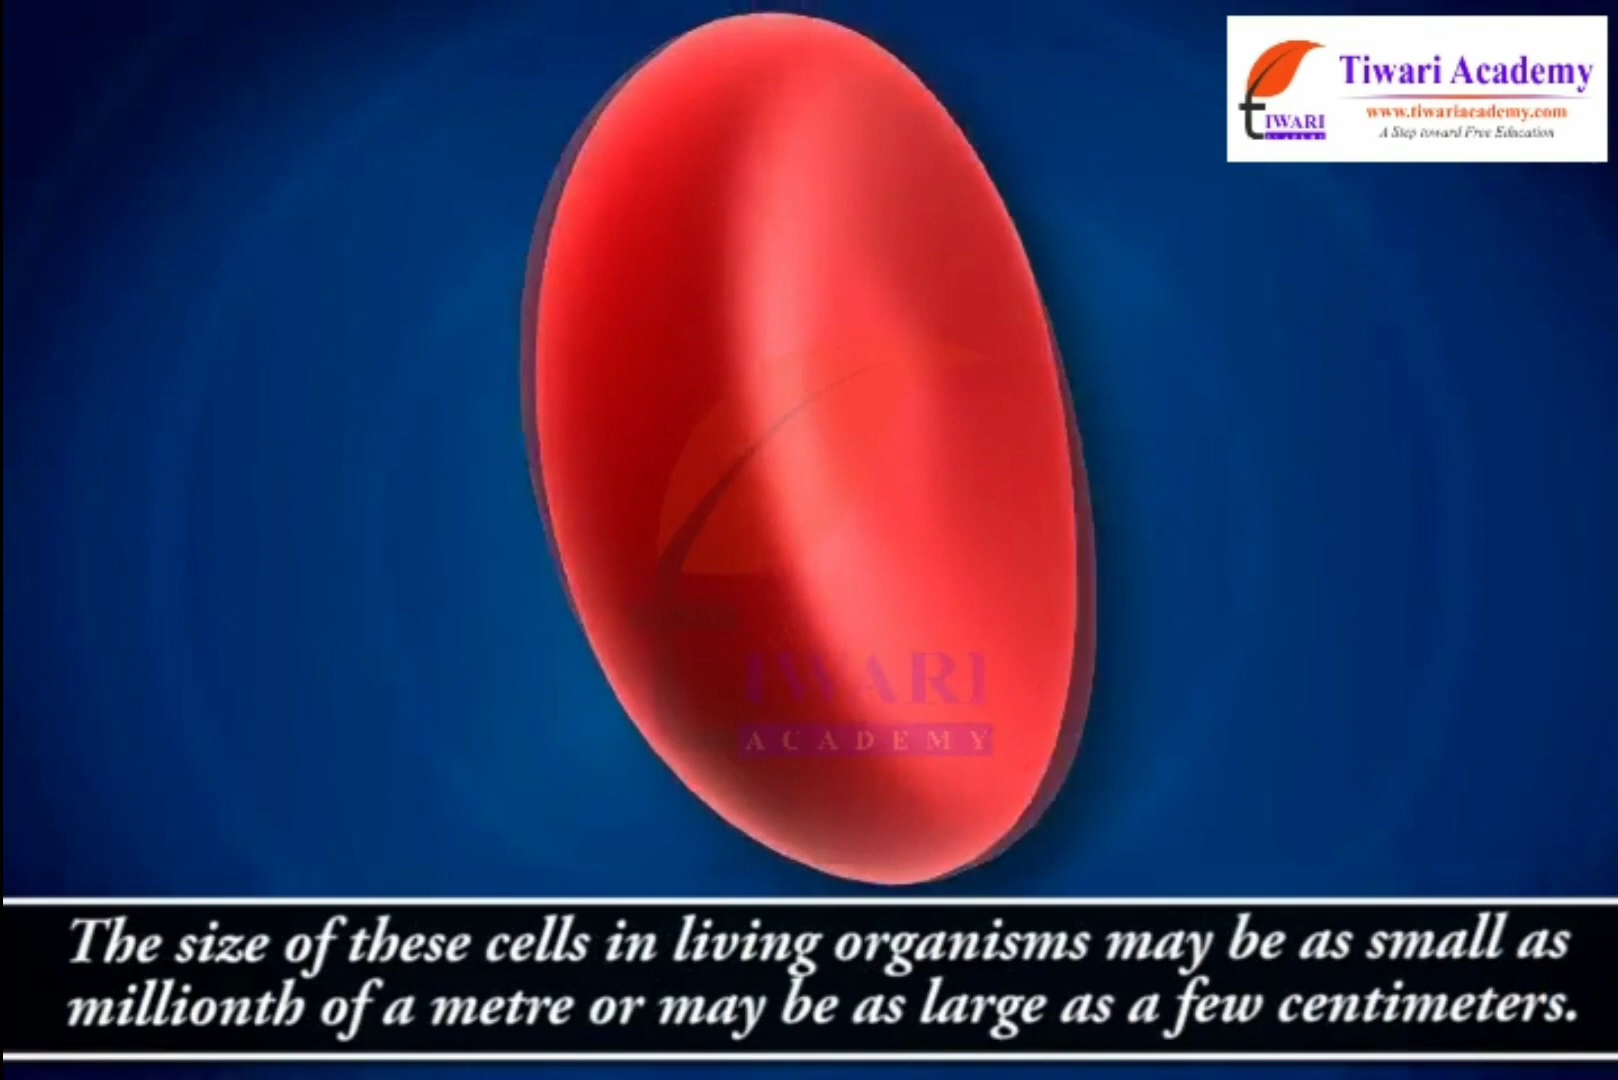 Tiwari Academy
www.tiwariacademy.com
A Step toward Free Education
IWARI
ACADEMY
IWARI
ACADEMY
The size of these cells in living organisms may be as small as
millionth of a metre or may be as large as a few centimeters.